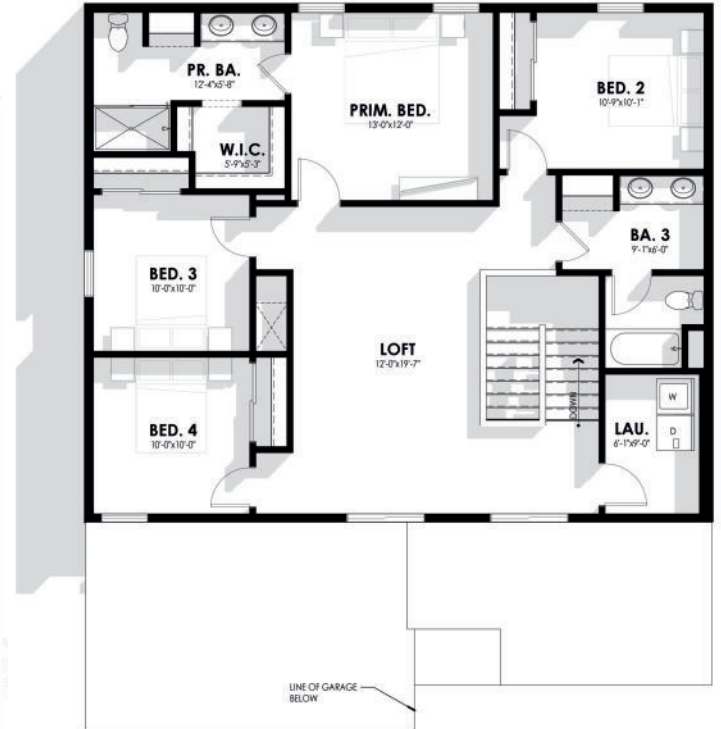 PR. BA.
12'-4"x5'-8"
PRIM. BED.
13'-0"x12'-0"
BED. 2
10'-9"x10'-1"
W.I.C.
5'-9"x5'-3"
BA. 3
9'-1"x6'-0"
BED. 3
10'-0"x10'-0"
LOFT
12'-0"x19'-7"
DOWN
W
D
BED. 4
10'-0"x10'-0"
LAU.
6'-1"x9'-0"
LINE OF GARAGE
BELOW